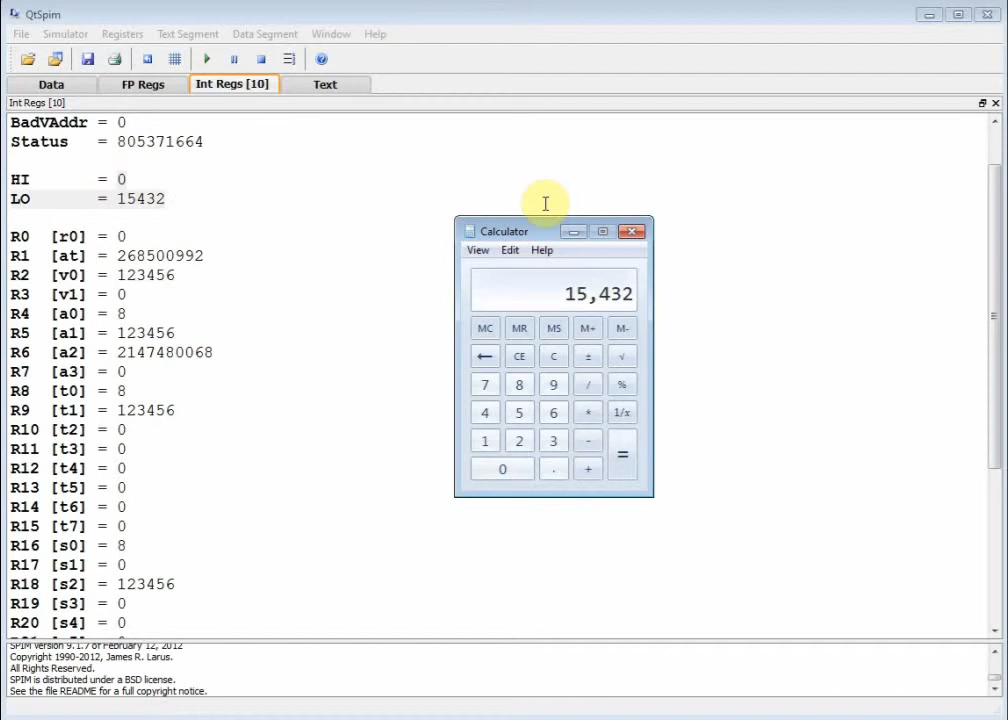 QtSpim
File Simulator Registers Text Segment Data Segment Window Help
Data FP Regs Int Regs [10] Text
Int Regs [10]
BadVAddr = 0
Status = 805371664
HI = 0
LO = 15432
R0 [r0] = 0
R1 [at] = 268500992
R2 [v0] = 123456
R3 [v1] = 0
R4 [a0] = 8
R5 [a1] = 123456
R6 [a2] = 2147480068
R7 [a3] = 0
R8 [t0] = 8
R9 [t1] = 123456
R10 [t2] = 0
R11 [t3] = 0
R12 [t4] = 0
R13 [t5] = 0
R14 [t6] = 0
R15 [t7] = 0
R16 [s0] = 8
R17 [s1] = 0
R18 [s2] = 123456
R19 [s3] = 0
R20 [s4] = 0
Calculator
View Edit Help
15,432
MC MR MS M+ M-
← CE C ± √
7 8 9 / %
4 5 6 * 1/x
1 2 3 - =
0 . +
SPIM Version 9.1.7 of February 12, 2012
Copyright 1990-2012, James R. Larus.
All Rights Reserved.
SPIM is distributed under a BSD license.
See the file README for a full copyright notice.